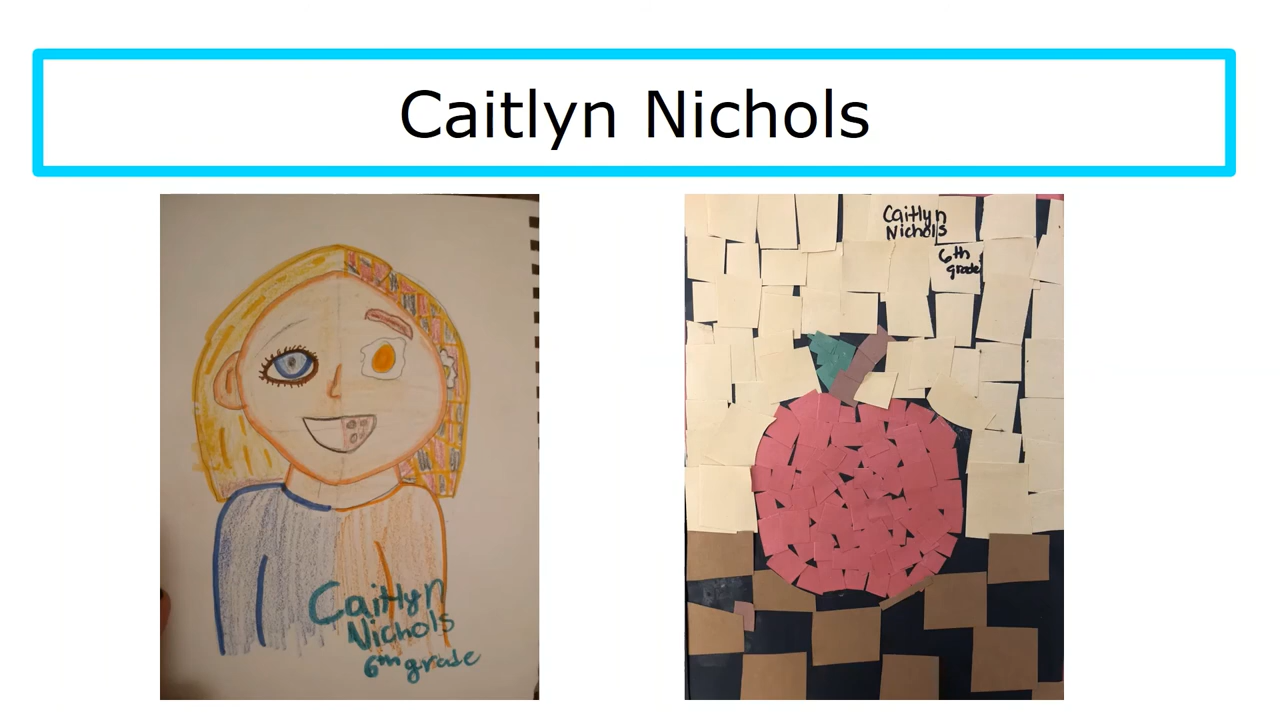 Caitlyn Nichols
Caitlyn
Nichols
6th grade
Caitlyn
Nichols
6th
grade